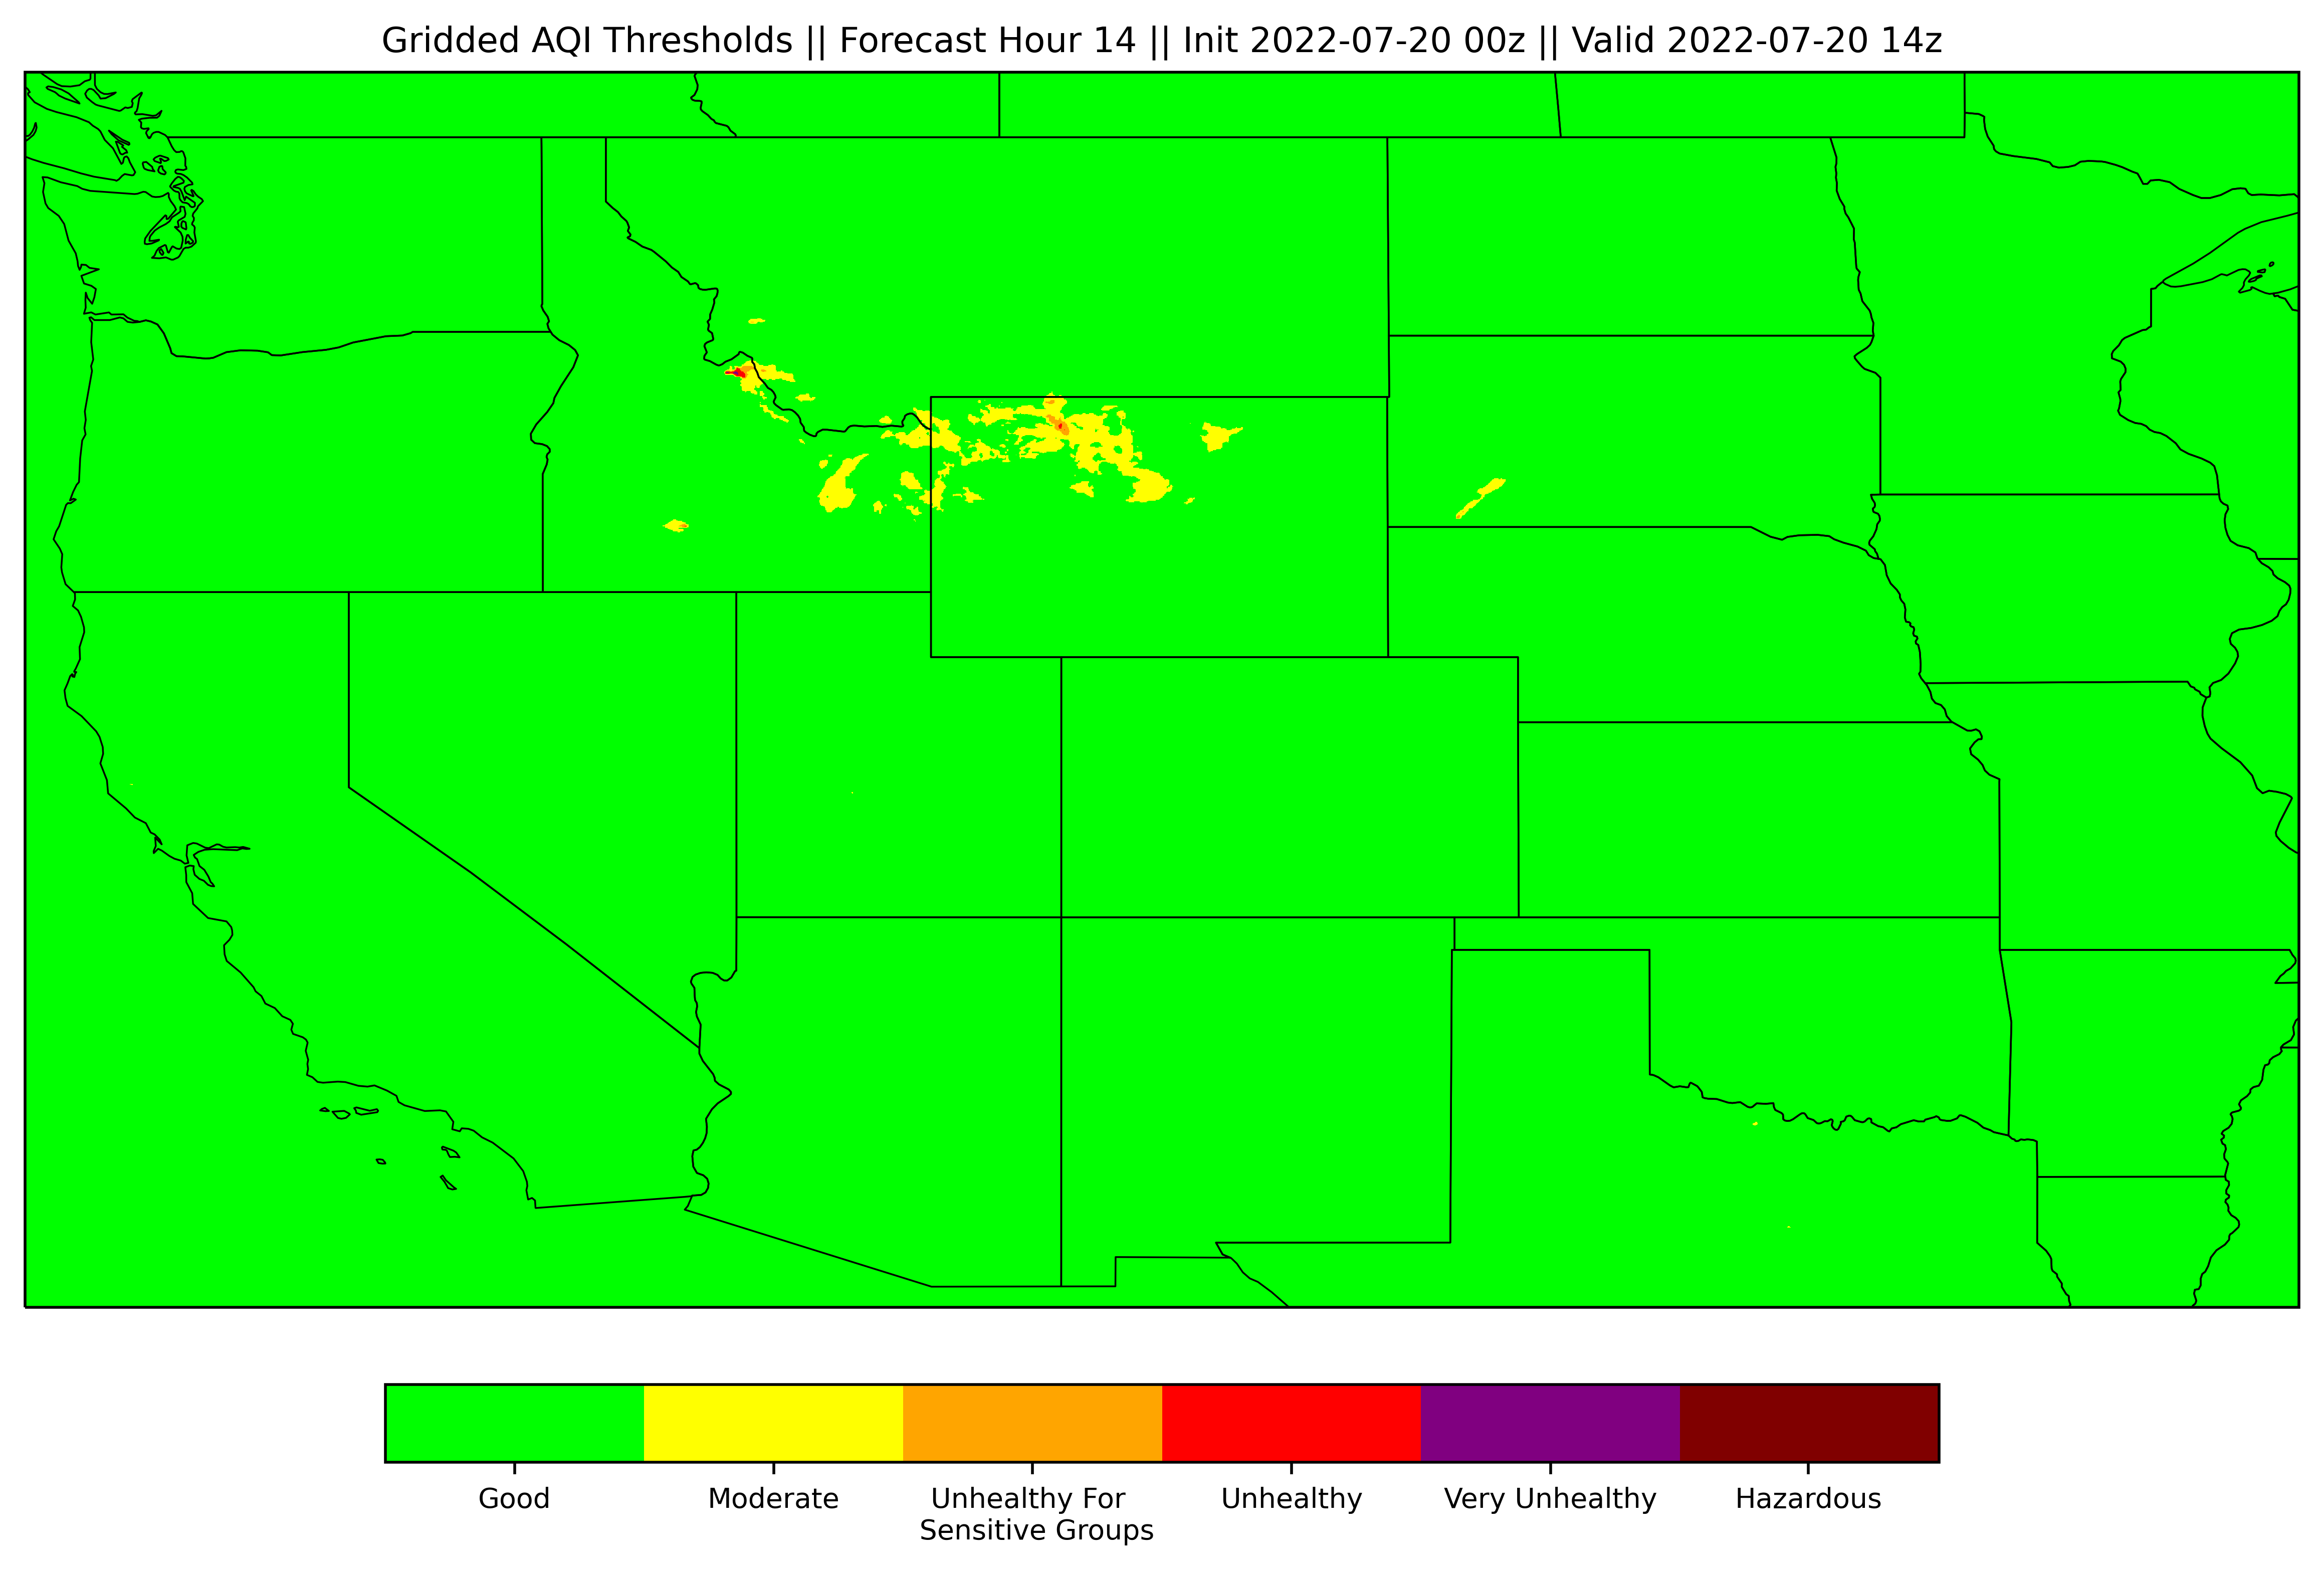 Gridded AQI Thresholds || Forecast Hour 14 || Init 2022-07-20 00z || Valid 2022-07-20 14z
Good
Moderate
Unhealthy For
Sensitive Groups
Unhealthy
Very Unhealthy
Hazardous